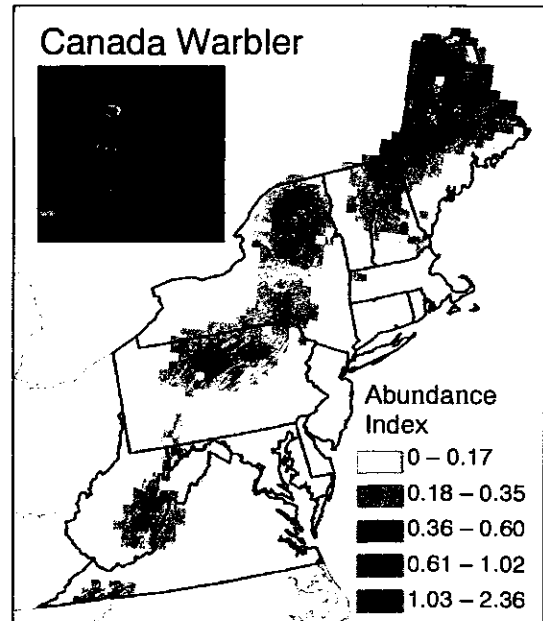 Canada Warbler
Abundance
Index
0 – 0.17
0.18 – 0.35
0.36 – 0.60
0.61 – 1.02
1.03 – 2.36